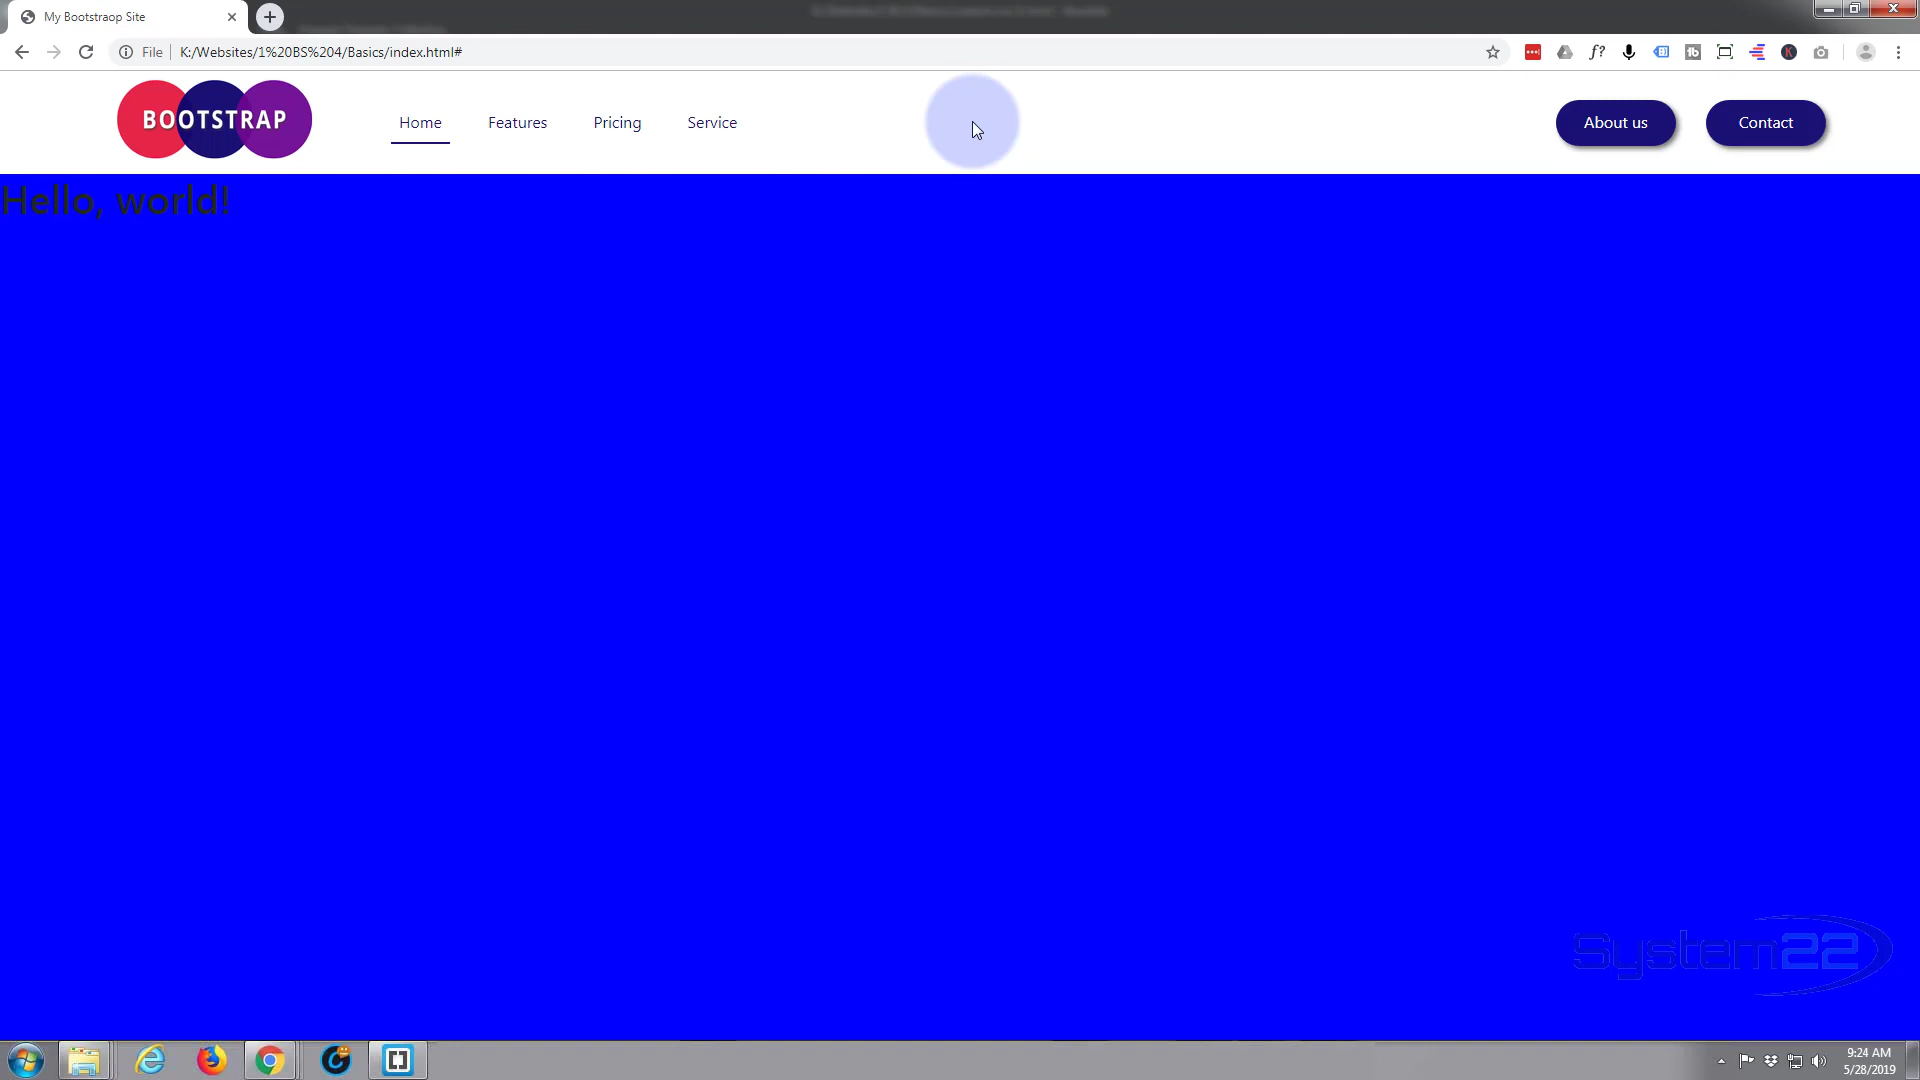 My Bootstraop Site
File
K:/Websites/1%20BS%204/Basics/index.html#
BOOTSTRAP
Home
Features
Pricing
Service
About us
Contact
Hello, world!
System22
9:24 AM
5/28/2019